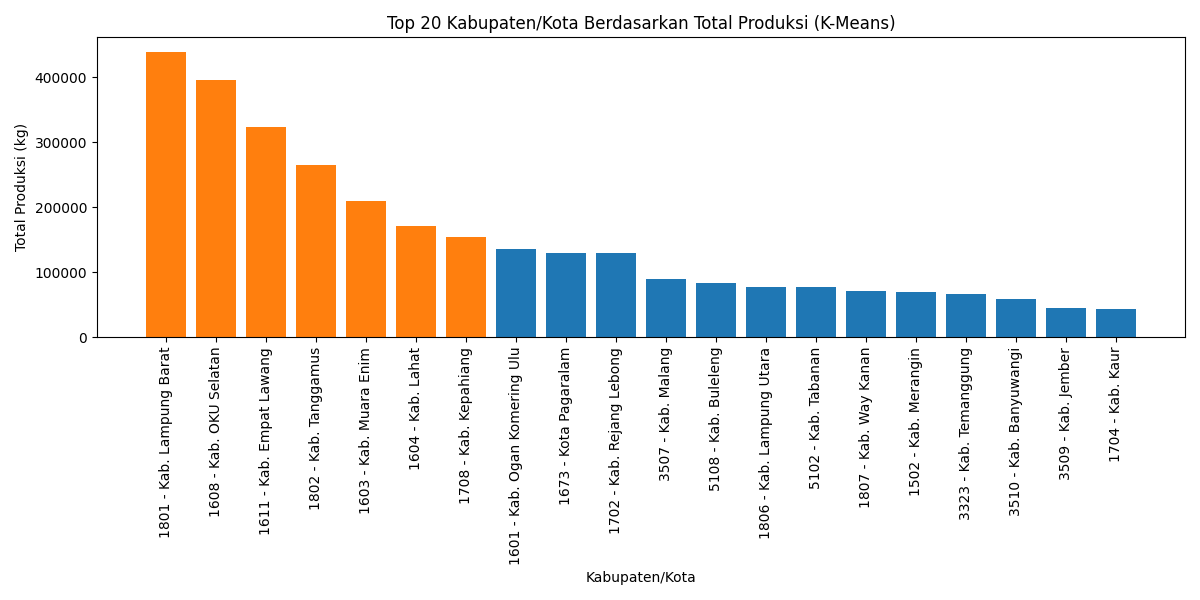 Top 20 Kabupaten/Kota Berdasarkan Total Produksi (K-Means)
Total Produksi (kg)
400000
300000
200000
100000
0
1801 - Kab. Lampung Barat
1608 - Kab. OKU Selatan
1611 - Kab. Empat Lawang
1802 - Kab. Tanggamus
1603 - Kab. Muara Enim
1604 - Kab. Lahat
1708 - Kab. Kepahiang
1601 - Kab. Ogan Komering Ulu
1673 - Kota Pagaralam
1702 - Kab. Rejang Lebong
3507 - Kab. Malang
5108 - Kab. Buleleng
1806 - Kab. Lampung Utara
5102 - Kab. Tabanan
1807 - Kab. Way Kanan
1502 - Kab. Merangin
3323 - Kab. Temanggung
3510 - Kab. Banyuwangi
3509 - Kab. Jember
1704 - Kab. Kaur
Kabupaten/Kota